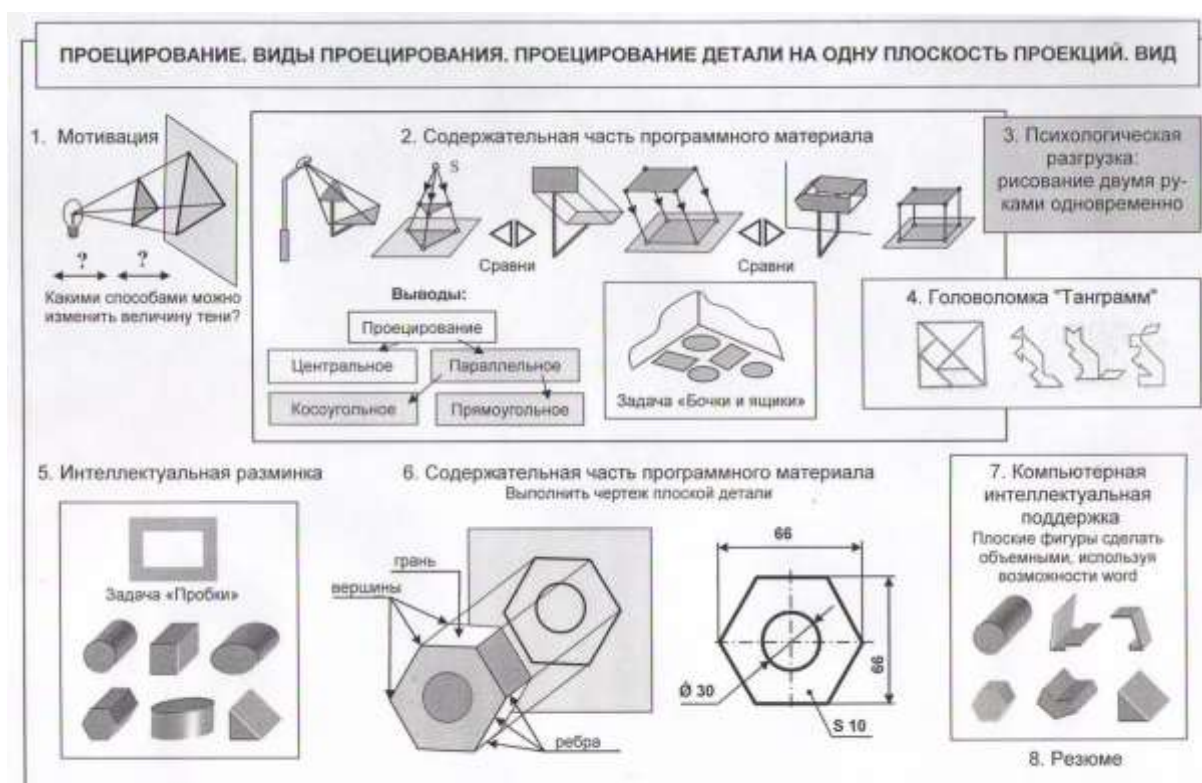 ПРОЕЦИРОВАНИЕ. ВИДЫ ПРОЕЦИРОВАНИЯ. ПРОЕЦИРОВАНИЕ ДЕТАЛИ НА ОДНУ ПЛОСКОСТЬ ПРОЕКЦИЙ. ВИД
1. Мотивация
?
?
Какими способами можно
изменить величину тени?
2. Содержательная часть программного материала
S
Сравни
Сравни
Выводы:
Проецирование
Центральное
Параллельное
Косоугольное
Прямоугольное
Задача «Бочки и ящики»
3. Психологическая
разгрузка:
рисование двумя ру-
ками одновременно
4. Головоломка "Танграмм"
5. Интеллектуальная разминка
Задача «Пробки»
6. Содержательная часть программного материала
Выполнить чертеж плоской детали
грань
вершины
ребра
66
66
Ø 30
S 10
7. Компьютерная
интеллектуальная
поддержка
Плоские фигуры сделать
объемными, используя
возможности word
8. Резюме